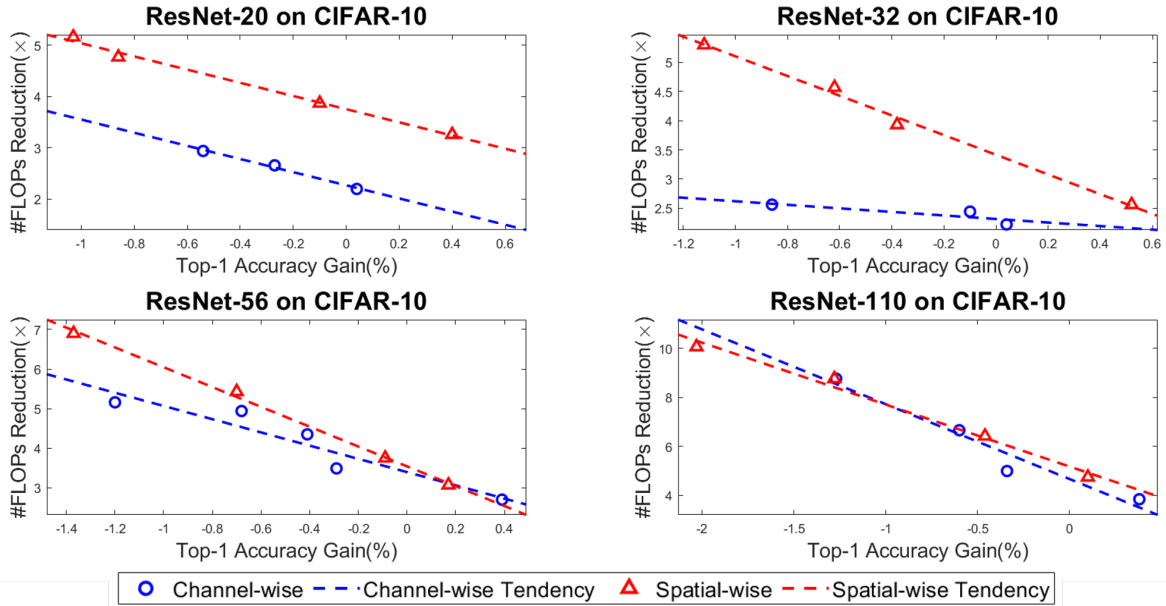 ResNet-20 on CIFAR-10
#FLOPs Reduction(×)
5
4
3
2
-1 -0.8 -0.6 -0.4 -0.2 0 0.2 0.4 0.6
Top-1 Accuracy Gain(%)
ResNet-32 on CIFAR-10
#FLOPs Reduction(×)
5
4.5
4
3.5
3
2.5
-1.2 -1 -0.8 -0.6 -0.4 -0.2 0 0.2 0.4 0.6
Top-1 Accuracy Gain(%)
ResNet-56 on CIFAR-10
#FLOPs Reduction(×)
7
6
5
4
3
-1.4 -1.2 -1 -0.8 -0.6 -0.4 -0.2 0 0.2 0.4
Top-1 Accuracy Gain(%)
ResNet-110 on CIFAR-10
#FLOPs Reduction(×)
10
8
6
4
-2 -1.5 -1 -0.5 0
Top-1 Accuracy Gain(%)
Channel-wise Channel-wise Tendency Spatial-wise Spatial-wise Tendency